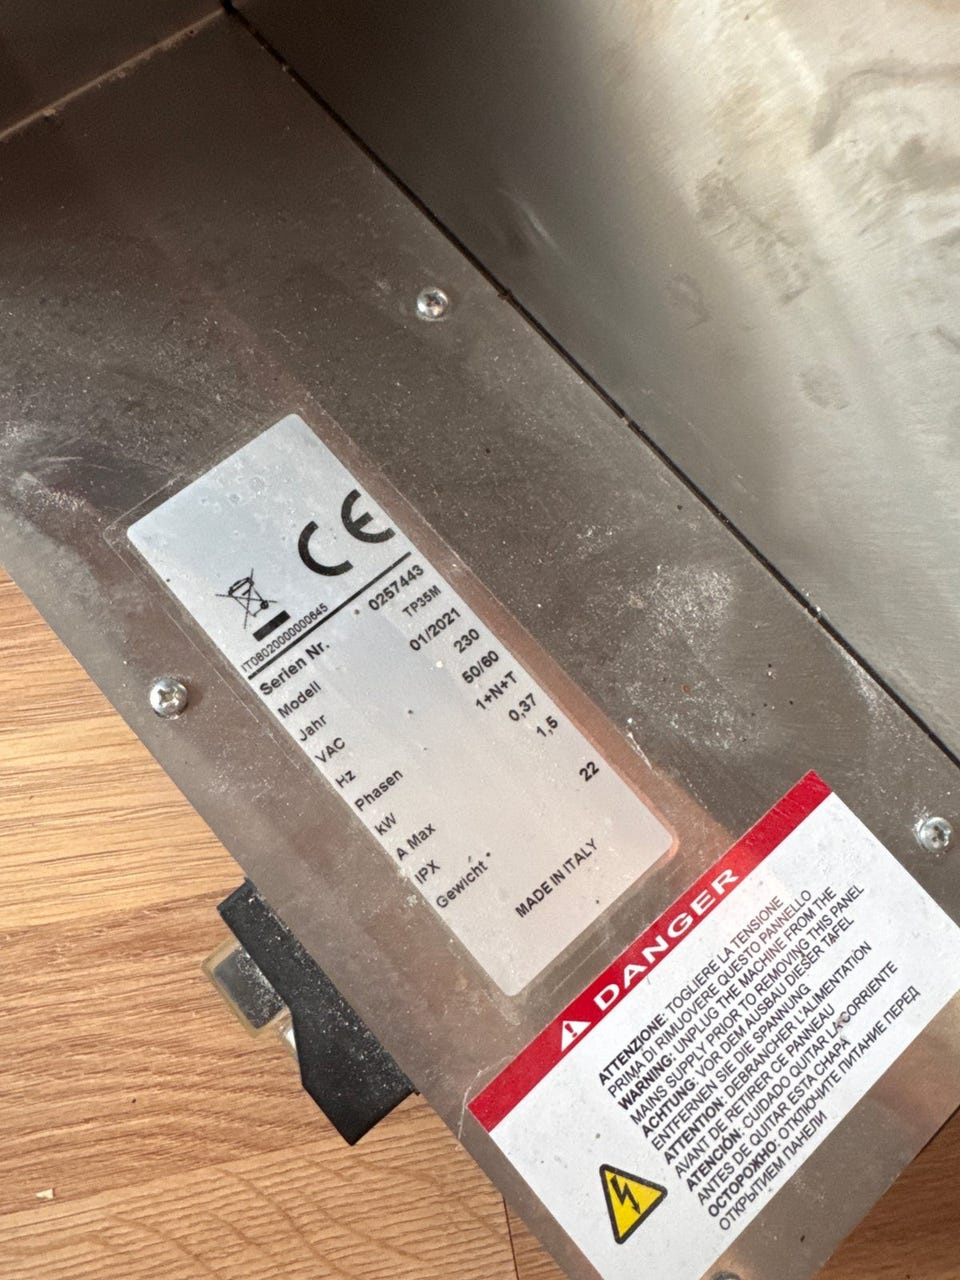 CE
IT08020000000645
Serien Nr. 0257443
Modell TP35M
Jahr 01/2021
VAC 230
Hz 50/60
Phasen 1+N+T
kW 0,37
A Max 1,5
IPX
Gewicht 22
MADE IN ITALY
DANGER
ATTENZIONE: TOGLIERE LA TENSIONE
PRIMA DI RIMUOVERE QUESTO PANNELLO
WARNING: UNPLUG THE MACHINE FROM THE
MAINS SUPPLY PRIOR TO REMOVING THIS PANEL
ACHTUNG: VOR DEM AUSBAU DIESER TAFEL
ENTFERNEN SIE DIE SPANNUNG
ATTENTION: DEBRANCHER L'ALIMENTATION
AVANT DE RETIRER CE PANNEAU
ATENCIÓN: CUIDADO QUITAR LA CORRIENTE
ANTES DE QUITAR ESTA CHAPA
ОСТОРОЖНО: ОТКЛЮЧИТЕ ПИТАНИЕ ПЕРЕД
ОТКРЫТИЕМ ПАНЕЛИ